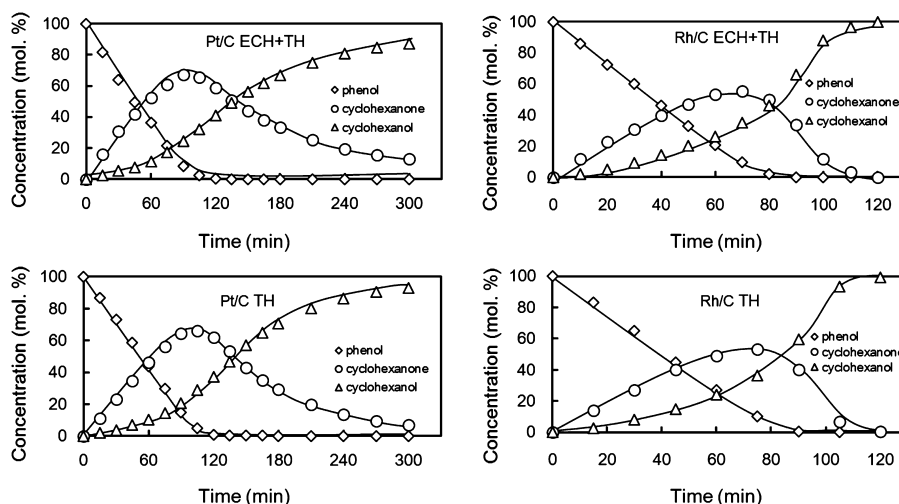 Concentration (mol. %)
100
80
60
40
20
0
Pt/C ECH+TH
phenol
cyclohexanone
cyclohexanol
0 60 120 180 240 300
Time (min)
Concentration (mol. %)
100
80
60
40
20
0
Rh/C ECH+TH
phenol
cyclohexanone
cyclohexanol
0 20 40 60 80 100 120
Time (min)
Concentration (mol. %)
100
80
60
40
20
0
Pt/C TH
phenol
cyclohexanone
cyclohexanol
0 60 120 180 240 300
Time (min)
Concentration (mol. %)
100
80
60
40
20
0
Rh/C TH
phenol
cyclohexanone
cyclohexanol
0 20 40 60 80 100 120
Time (min)